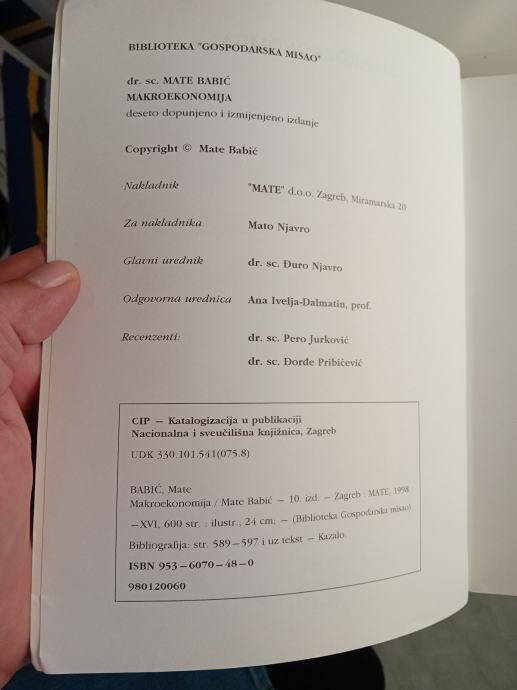 BIBLIOTEKA "GOSPODARSKA MISAO"
dr. sc. MATE BABIĆ
MAKROEKONOMIJA
deseto dopunjeno i izmijenjeno izdanje
Copyright © Mate Babić
Nakladnik "MATE" d.o.o. Zagreb, Miramarska 20
Za nakladnika Mato Njavro
Glavni urednik dr. sc. Đuro Njavro
Odgovorna urednica Ana Ivelja-Dalmatin, prof.
Recenzenti: dr. sc. Pero Jurković
dr. sc. Đorđe Pribičević
CIP – Katalogizacija u publikaciji
Nacionalna i sveučilišna knjižnica, Zagreb
UDK 330.101.541(075.8)
BABIĆ, Mate
Makroekonomija / Mate Babić – 10. izd. – Zagreb : MATE, 1998
–XVI, 600 str. : ilustr.; 24 cm; – (Biblioteka Gospodarska misao)
Bibliografija: str. 589–597 i uz tekst – Kazalo.
ISBN 953–6070–48–0
980120060